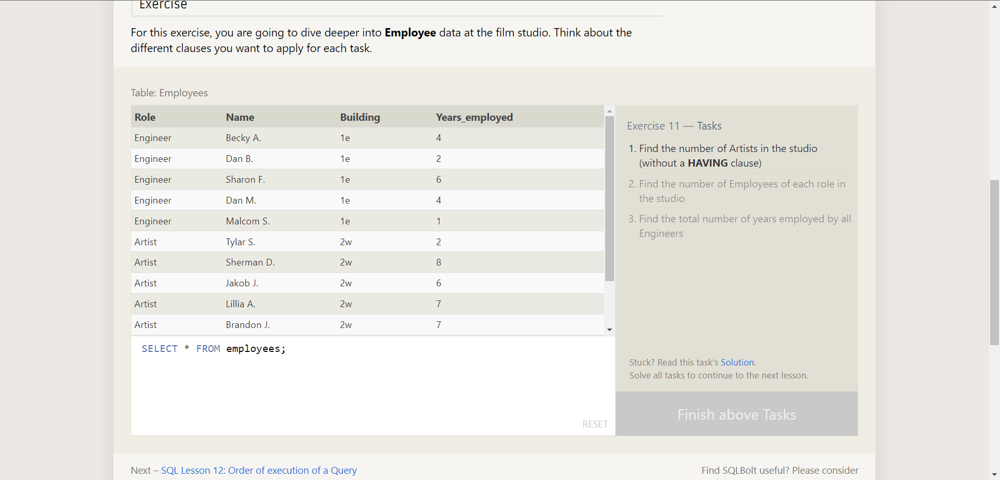 Exercise
For this exercise, you are going to dive deeper into Employee data at the film studio. Think about the
different clauses you want to apply for each task.
Table: Employees
Role Name Building Years_employed
Engineer Becky A. 1e 4
Engineer Dan B. 1e 2
Engineer Sharon F. 1e 6
Engineer Dan M. 1e 4
Engineer Malcom S. 1e 1
Artist Tylar S. 2w 2
Artist Sherman D. 2w 8
Artist Jakob J. 2w 6
Artist Lillia A. 2w 7
Artist Brandon J. 2w 7
SELECT * FROM employees;
RESET
Exercise 11 — Tasks
1. Find the number of Artists in the studio
(without a HAVING clause)
2. Find the number of Employees of each role in
the studio
3. Find the total number of years employed by all
Engineers
Stuck? Read this task's Solution.
Solve all tasks to continue to the next lesson.
Finish above Tasks
Next – SQL Lesson 12: Order of execution of a Query
Find SQLBolt useful? Please consider